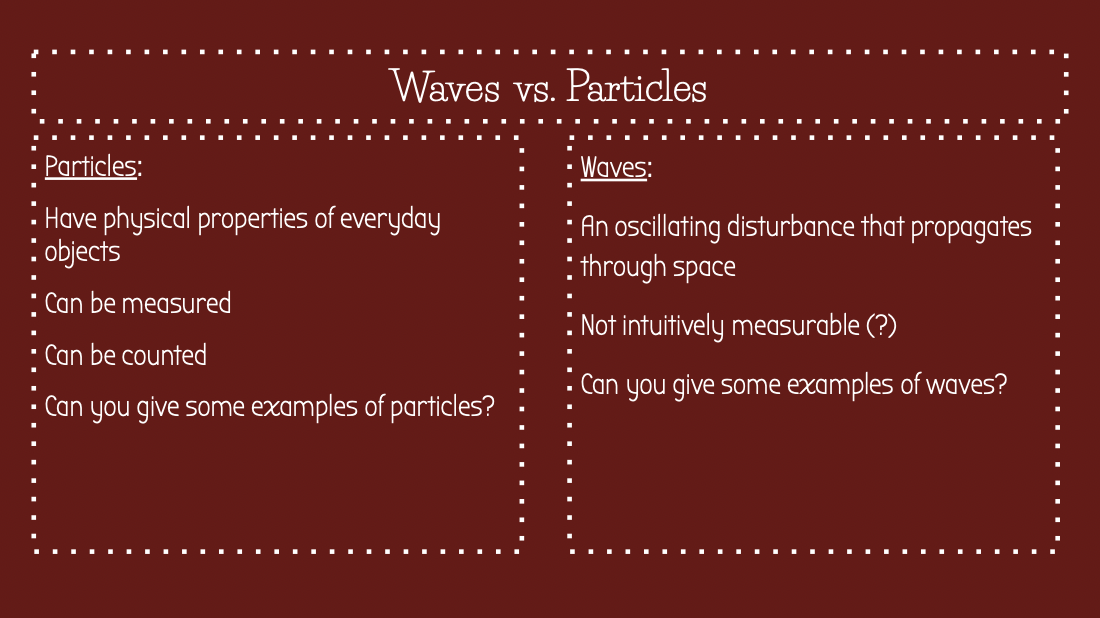 Waves vs. Particles
Particles:
Have physical properties of everyday
objects
Can be measured
Can be counted
Can you give some examples of particles?
Waves:
An oscillating disturbance that propagates
through space
Not intuitively measurable (?)
Can you give some examples of waves?